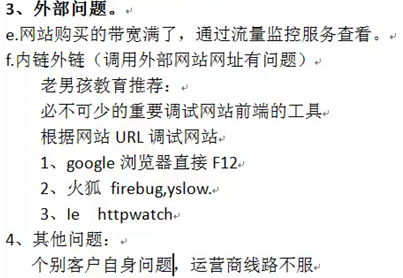 3、外部问题。
e.网站购买的带宽满了，通过流量监控服务查看。
f.内链外链（调用外部网站网址有问题）
老男孩教育推荐：
必不可少的重要调试网站前端的工具
根据网站 URL 调试网站
1、google 浏览器直接 F12
2、火狐 firebug,yslow.
3、Ie httpwatch
4、其他问题：
个别客户自身问题，运营商线路不服